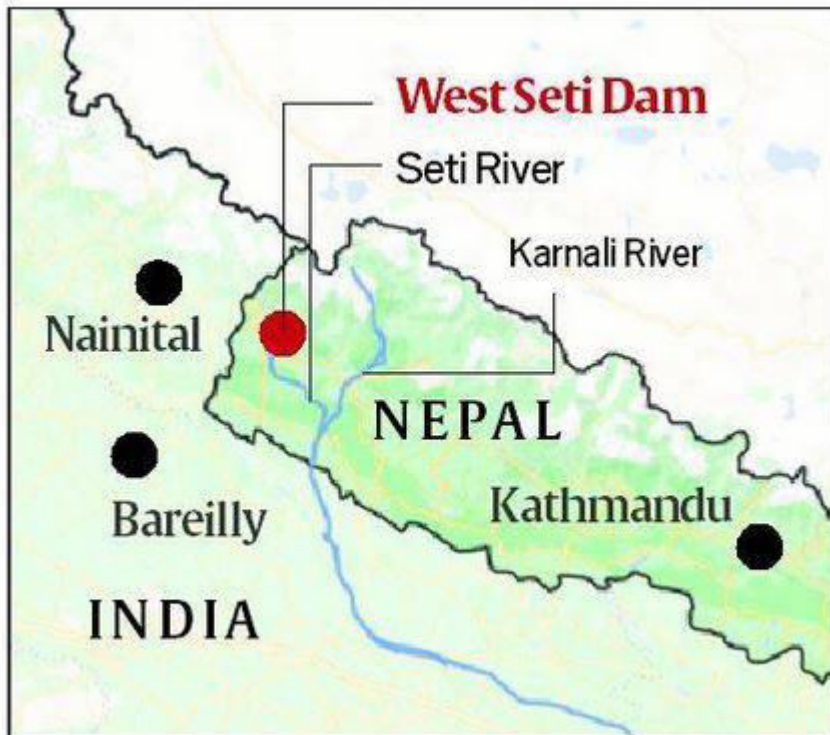 West Seti Dam
Seti River
Karnali River
Nainital
NEPAL
Kathmandu
Bareilly
INDIA